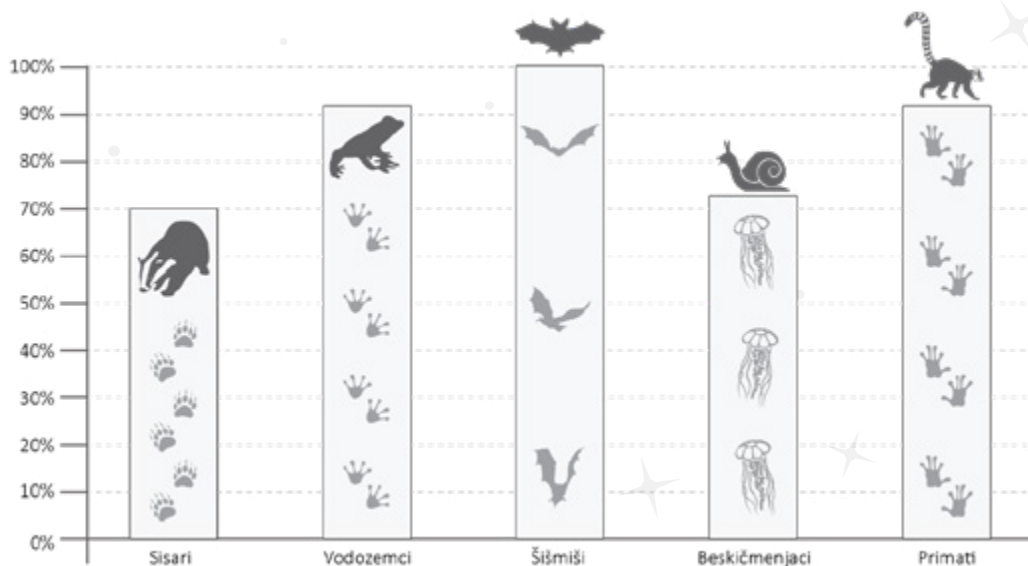 100%
90%
80%
70%
60%
50%
40%
30%
20%
10%
0%
Sisari
Vodozemci
Šišmiši
Beskičmenjaci
Primati